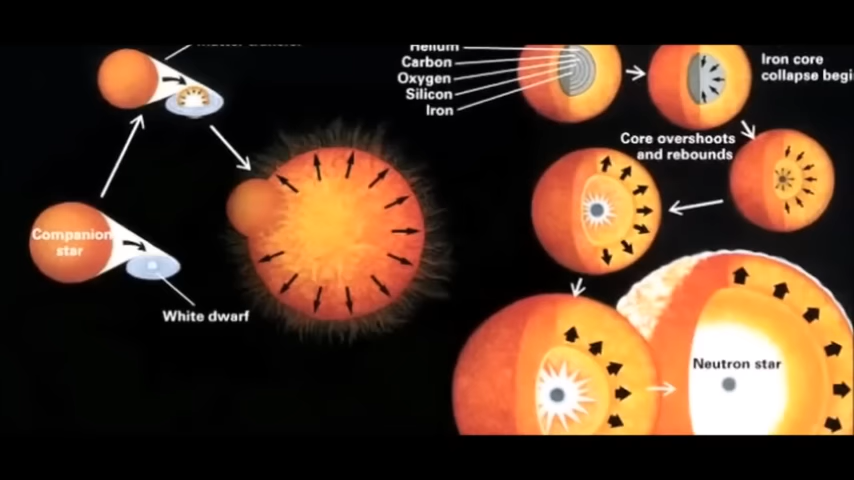 Helium
Carbon
Oxygen
Silicon
Iron
Iron core
collapse begi
Core overshoots
and rebounds
Companion
star
White dwarf
Neutron star